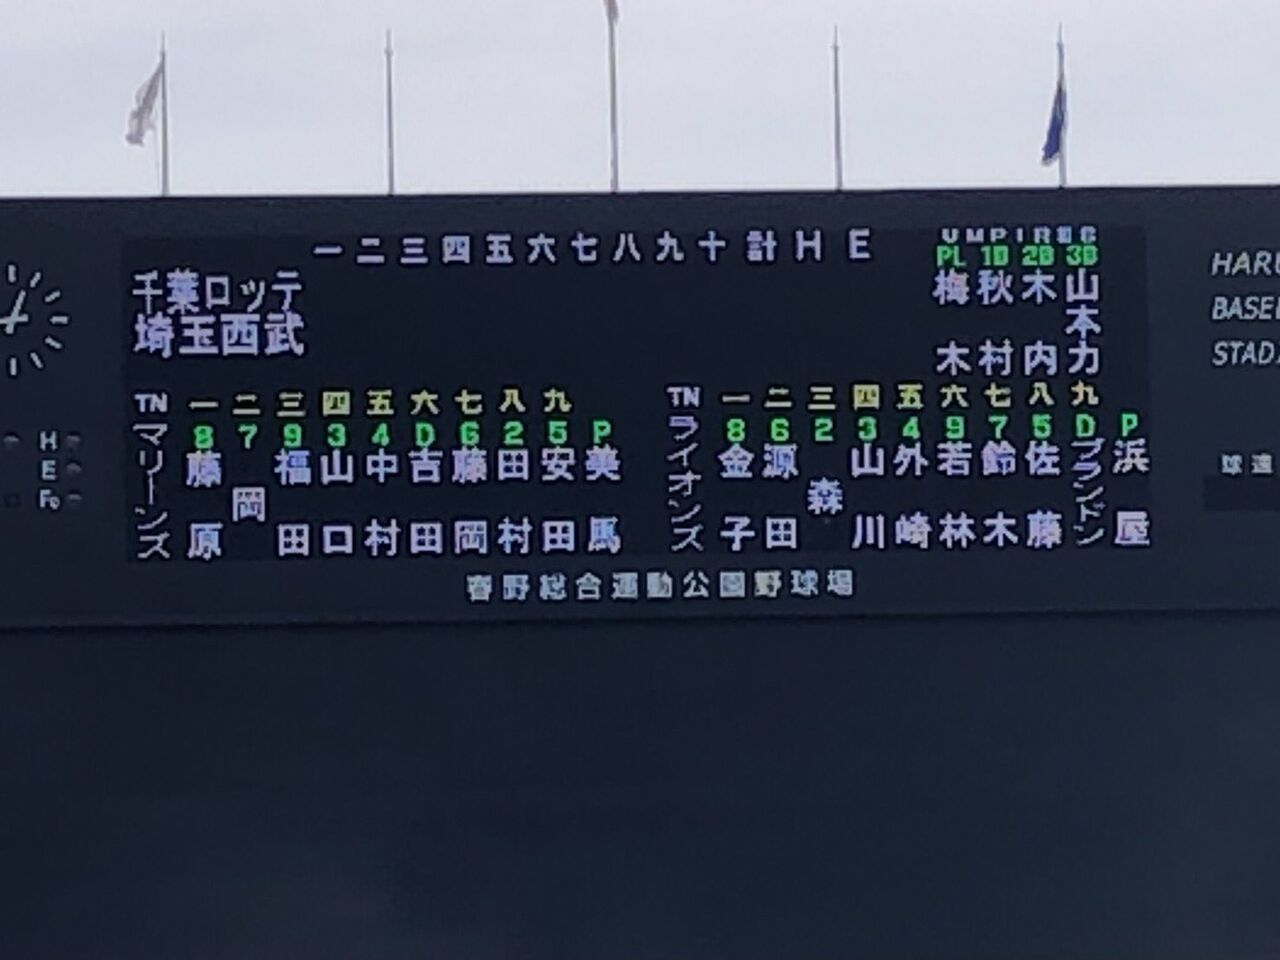 一二三四五六七八九十計HE
UMPIRES
PL 1B 2B 3B
梅木 秋村 木内 山本力
千葉ロッテ
埼玉西武
TN 一二三四五六七八九
8 7 9 3 4 D 6 2 5 P
マリーンズ 藤原 岡 福田 山口 中村 吉田 藤岡 田村 安田 美馬
TN 一二三四五六七八九
8 6 2 3 4 9 7 5 D P
ライオンズ 金子 源田 森 山川 外崎 若林 鈴木 佐藤 ブランドン 浜屋
春野総合運動公園野球場
H
E
Fc
HARU
BASE
STAD
球速